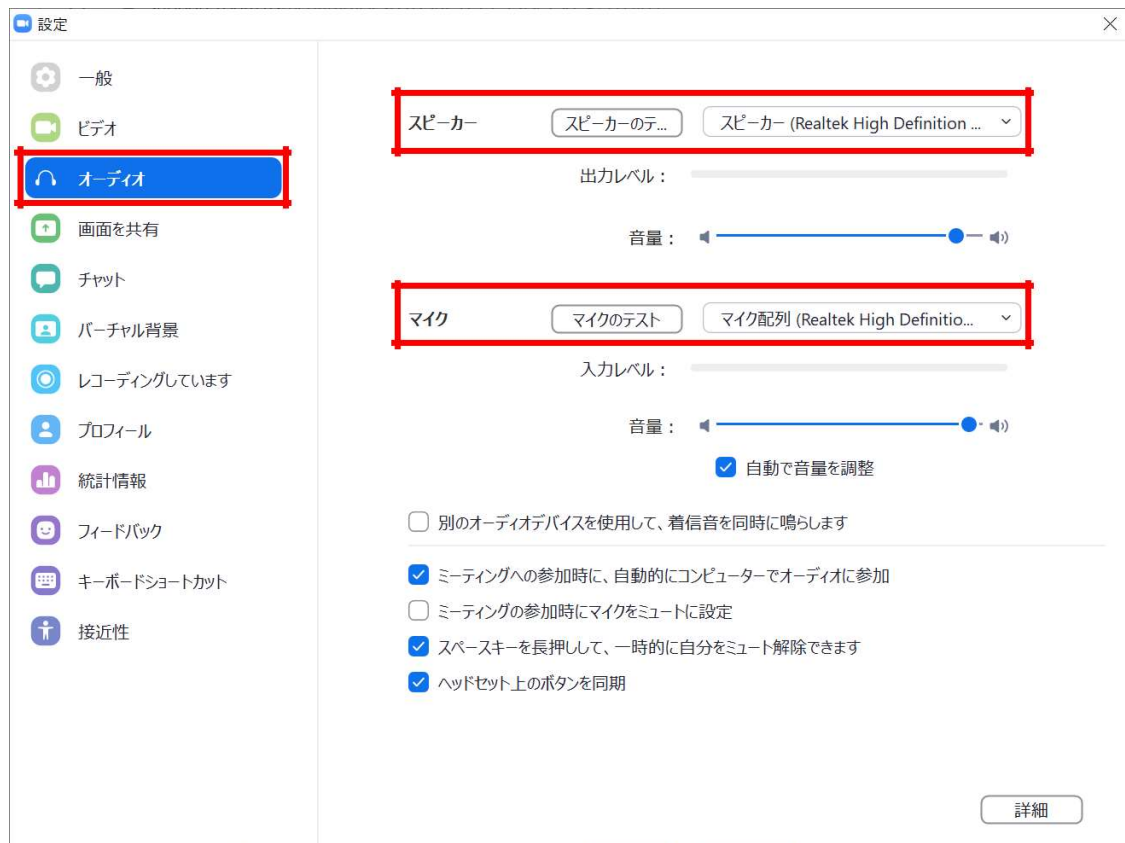 設定
一般
ビデオ
オーディオ
画面を共有
チャット
バーチャル背景
レコーディングしています
プロフィール
統計情報
フィードバック
キーボードショートカット
接近性
スピーカー スピーカーのテ... スピーカー (Realtek High Definition ...
出力レベル：
音量：
マイク マイクのテスト マイク配列 (Realtek High Definitio...
入力レベル：
音量：
自動で音量を調整
別のオーディオデバイスを使用して、着信音を同時に鳴らします
ミーティングへの参加時に、自動的にコンピューターでオーディオに参加
ミーティングの参加時にマイクをミュートに設定
スペースキーを長押しして、一時的に自分をミュート解除できます
ヘッドセット上のボタンを同期
詳細